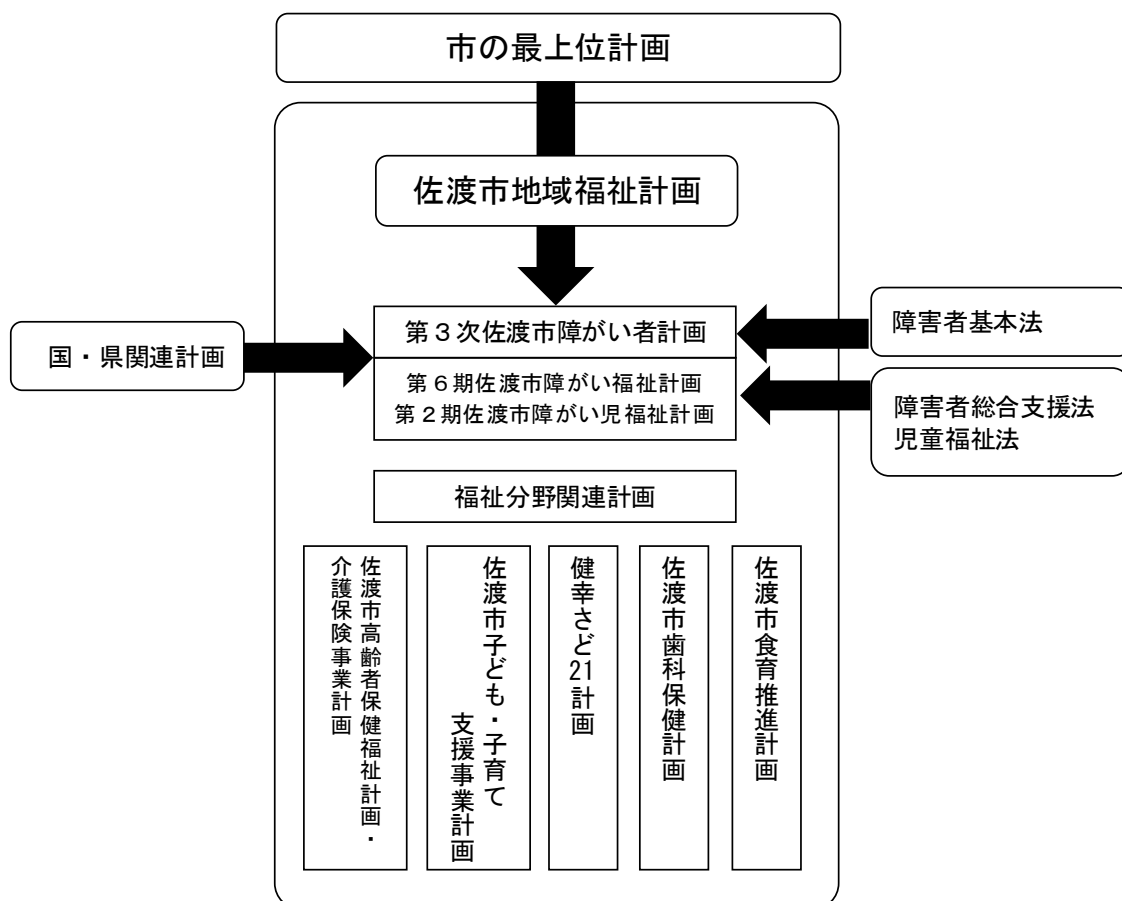 市の最上位計画
佐渡市地域福祉計画
第３次佐渡市障がい者計画
第６期佐渡市障がい福祉計画
第２期佐渡市障がい児福祉計画
国・県関連計画
障害者基本法
障害者総合支援法
児童福祉法
福祉分野関連計画
佐渡市高齢者保健福祉計画・
介護保険事業計画
佐渡市子ども・子育て
支援事業計画
健幸さど21計画
佐渡市歯科保健計画
佐渡市食育推進計画